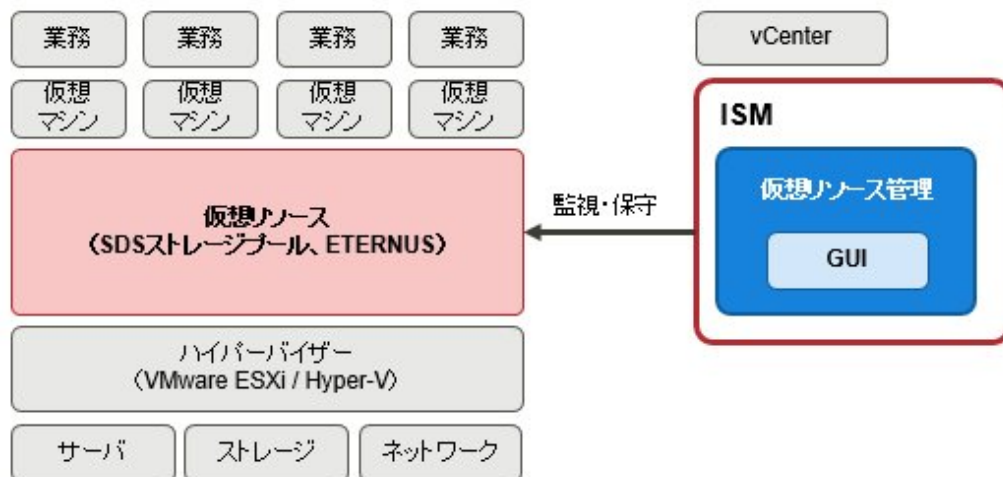 業務
業務
業務
業務
vCenter
仮想
マシン
仮想
マシン
仮想
マシン
仮想
マシン
ISM
仮想リソース管理
GUI
監視・保守
仮想リソース
（SDSストレージプール、ETERNUS）
ハイパーバイザー
（VMware ESXi / Hyper-V）
サーバ
ストレージ
ネットワーク